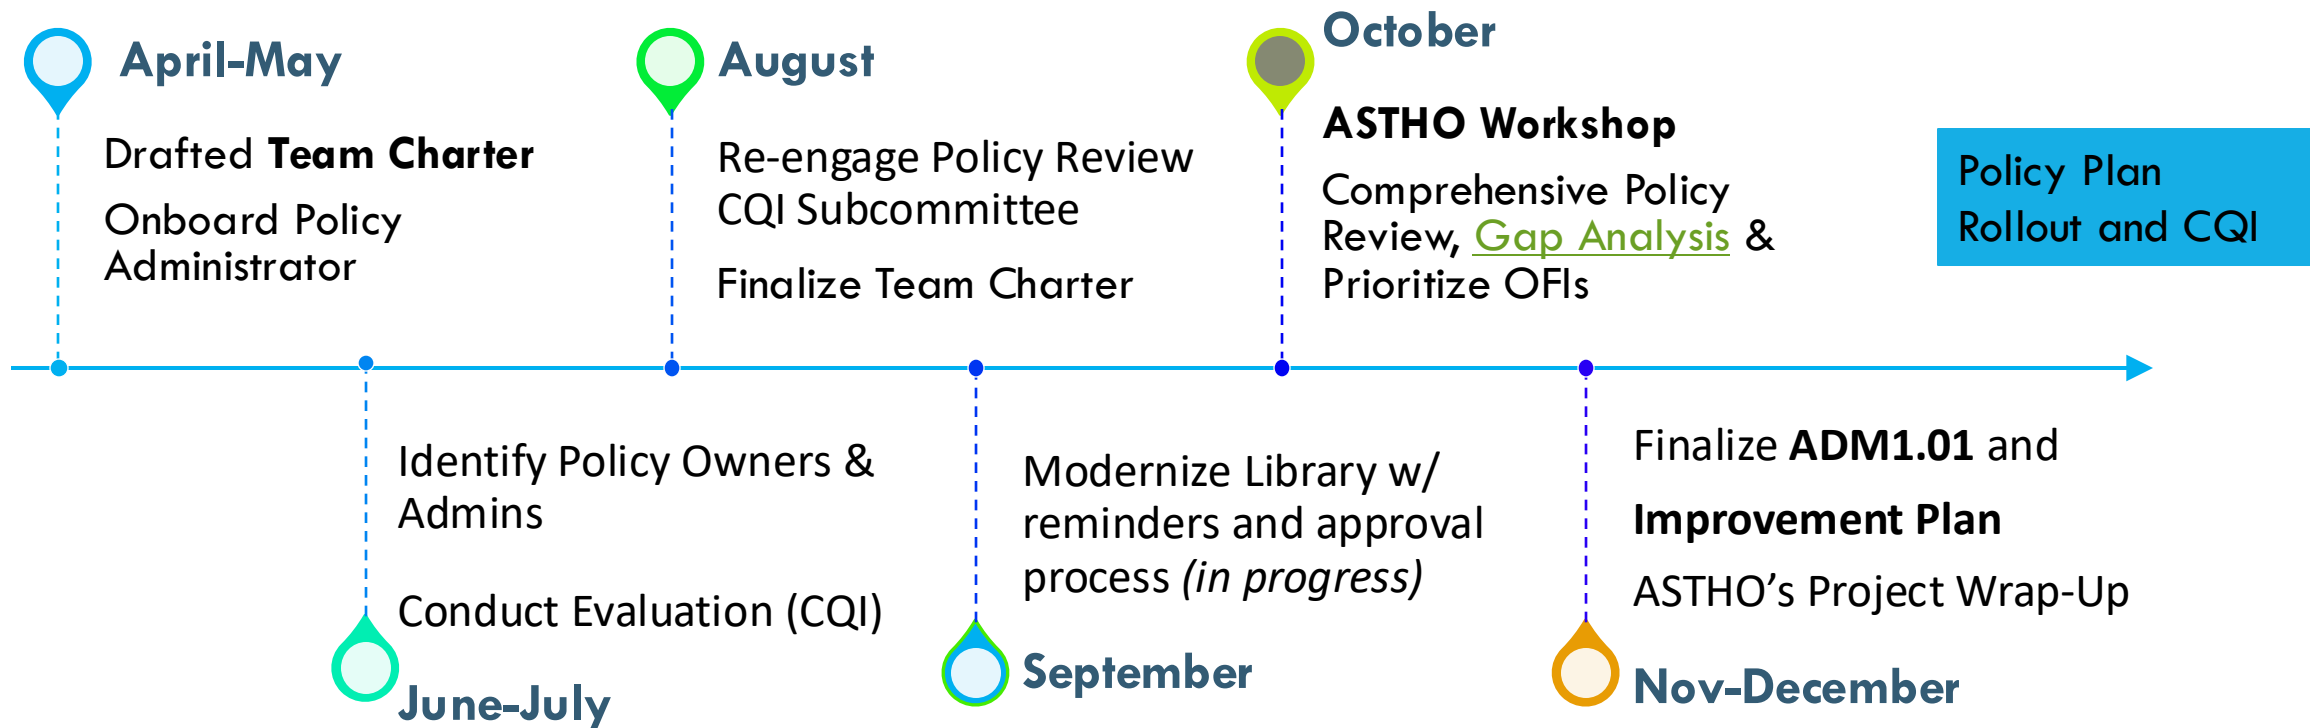 April-May
Drafted Team Charter
Onboard Policy
Administrator
Identify Policy Owners &
Admins
Conduct Evaluation (CQI)
June-July
August
Re-engage Policy Review
CQI Subcommittee
Finalize Team Charter
Modernize Library w/
reminders and approval
process (in progress)
September
October
ASTHO Workshop
Comprehensive Policy
Review, Gap Analysis &
Prioritize OFIs
Finalize ADM1.01 and
Improvement Plan
ASTHO’s Project Wrap-Up
Nov-December
Policy Plan
Rollout and CQI